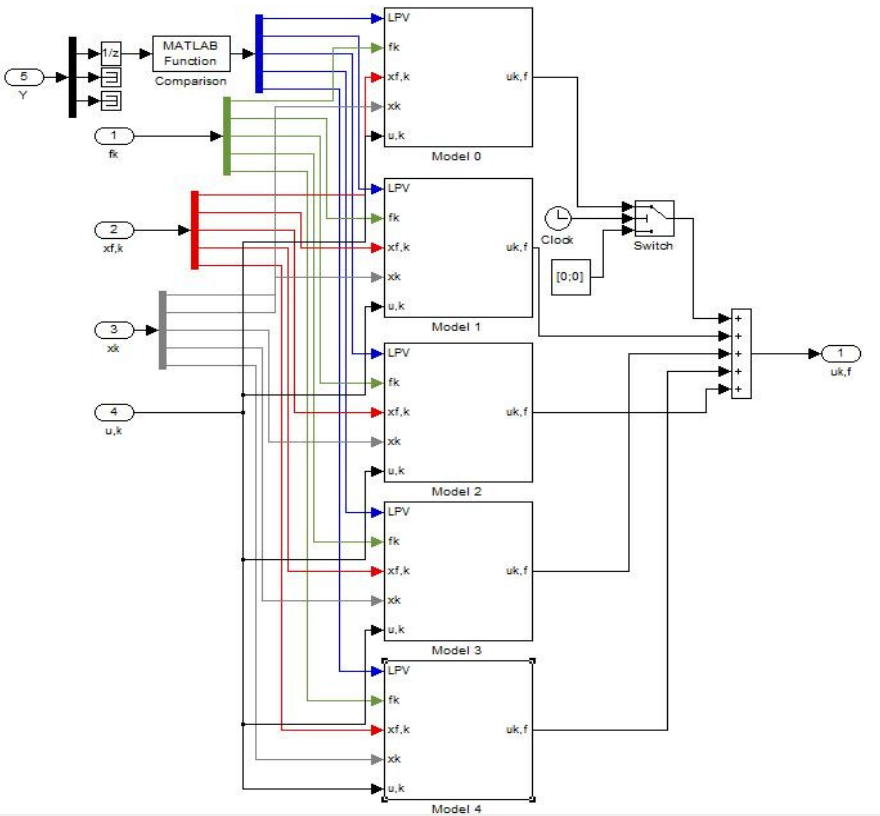 5
Y
1/z
MATLAB
Function
Comparison
1
fk
2
xf,k
3
xk
4
u,k
LPV
fk
xf,k
xk
u,k
uk,f
Model 0
LPV
fk
xf,k
xk
u,k
uk,f
Model 1
LPV
fk
xf,k
xk
u,k
uk,f
Model 2
LPV
fk
xf,k
xk
u,k
uk,f
Model 3
LPV
fk
xf,k
xk
u,k
uk,f
Model 4
Clock
[0;0]
Switch
+
+
+
+
+
1
uk,f